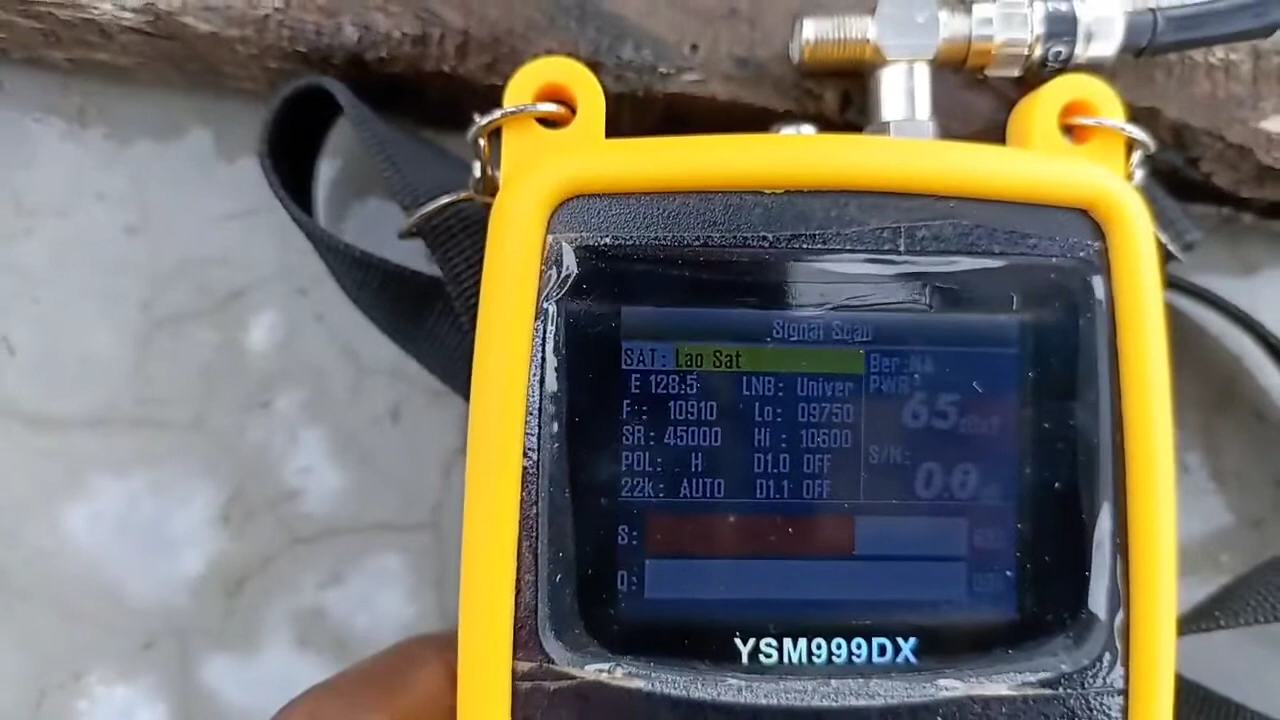 Signal Scan
SAT: Lao Sat
E 128.5 LNB: Univer
F: 10910 Lo: 09750
SR: 45000 Hi: 10600
POL: H D1.0 OFF
22k: AUTO D1.1 OFF
Ber:NA
PWR:
65
S/N:
0.0
S:
Q:
YSM999DX